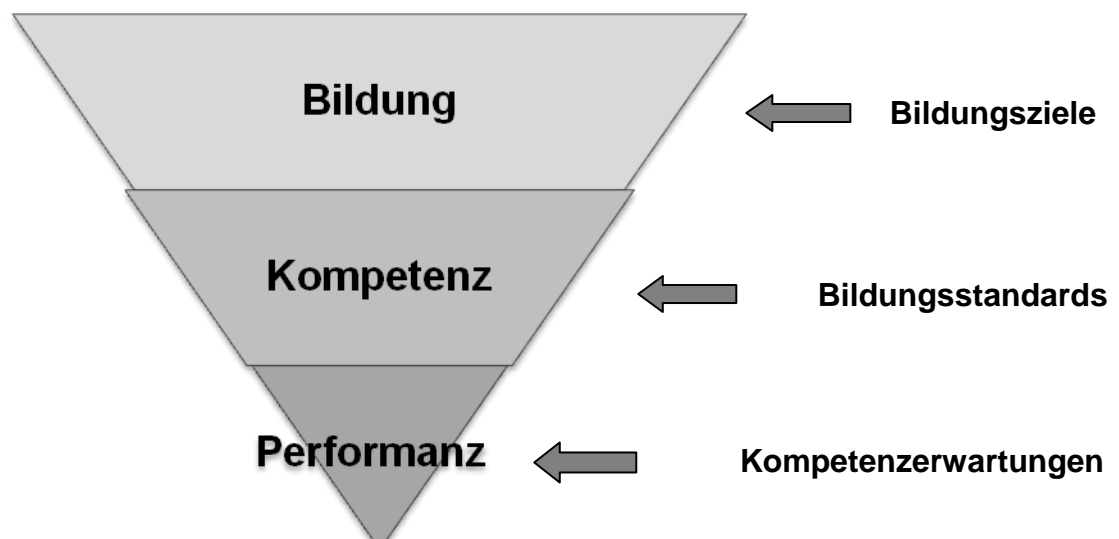 Bildung
Bildungsziele
Kompetenz
Bildungsstandards
Performanz
Kompetenzerwartungen